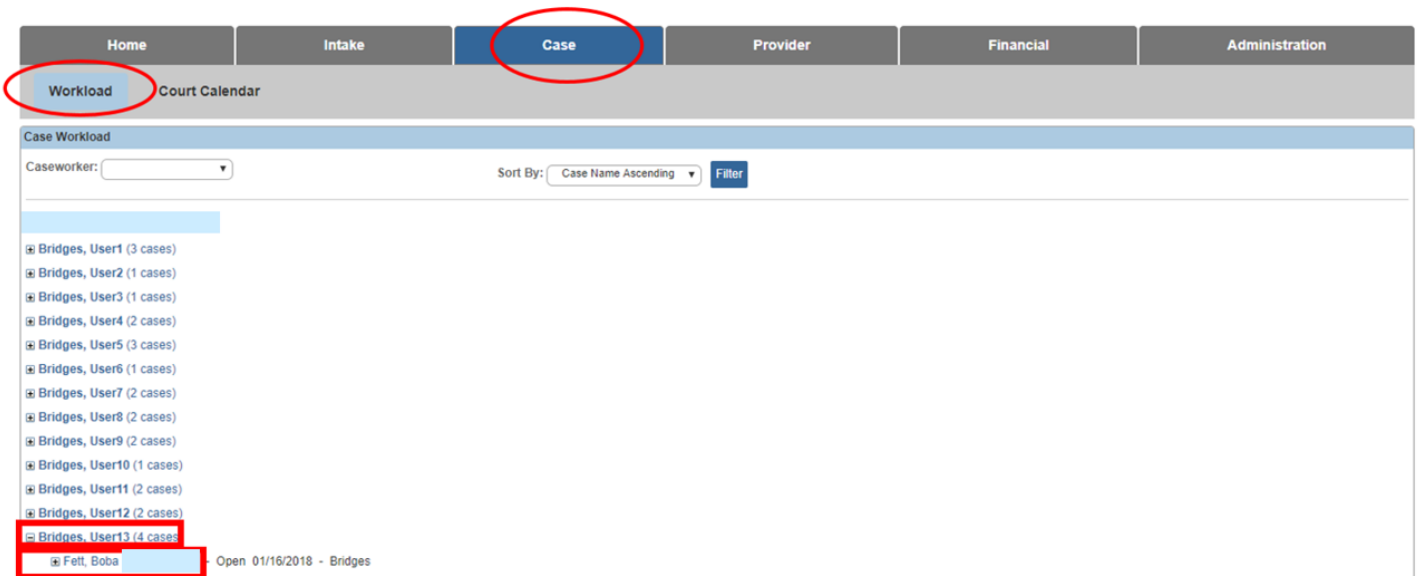 Home Intake Case Provider Financial Administration
Workload Court Calendar
Case Workload
Caseworker: Sort By: Case Name Ascending Filter
Bridges, User1 (3 cases)
Bridges, User2 (1 cases)
Bridges, User3 (1 cases)
Bridges, User4 (2 cases)
Bridges, User5 (3 cases)
Bridges, User6 (1 cases)
Bridges, User7 (2 cases)
Bridges, User8 (2 cases)
Bridges, User9 (2 cases)
Bridges, User10 (1 cases)
Bridges, User11 (2 cases)
Bridges, User12 (2 cases)
Bridges, User13 (4 cases
Fett, Boba - Open 01/16/2018 - Bridges